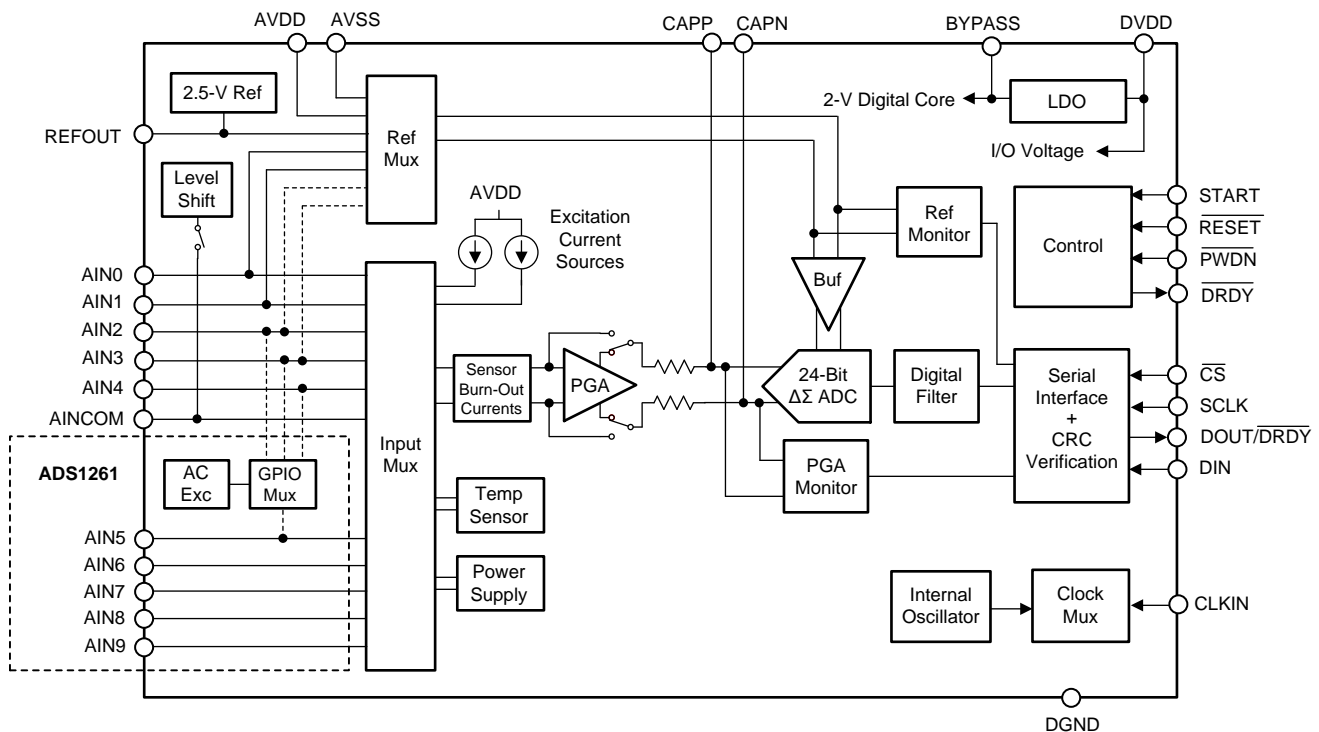 AVDD
AVSS
CAPP
CAPN
BYPASS
DVDD
2.5-V Ref
REFOUT
Ref
Mux
2-V Digital Core
LDO
I/O Voltage
Level
Shift
AVDD
Excitation
Current
Sources
Ref
Monitor
Control
START
RESET
PWDN
DRDY
AIN0
AIN1
AIN2
AIN3
AIN4
AINCOM
Buf
Input
Mux
Sensor
Burn-Out
Currents
PGA
24-Bit
ΔΣ ADC
Digital
Filter
Serial
Interface
+
CRC
Verification
CS
SCLK
DOUT/DRDY
DIN
PGA
Monitor
ADS1261
AC
Exc
GPIO
Mux
Temp
Sensor
AIN5
AIN6
AIN7
AIN8
AIN9
Power
Supply
Internal
Oscillator
Clock
Mux
CLKIN
DGND